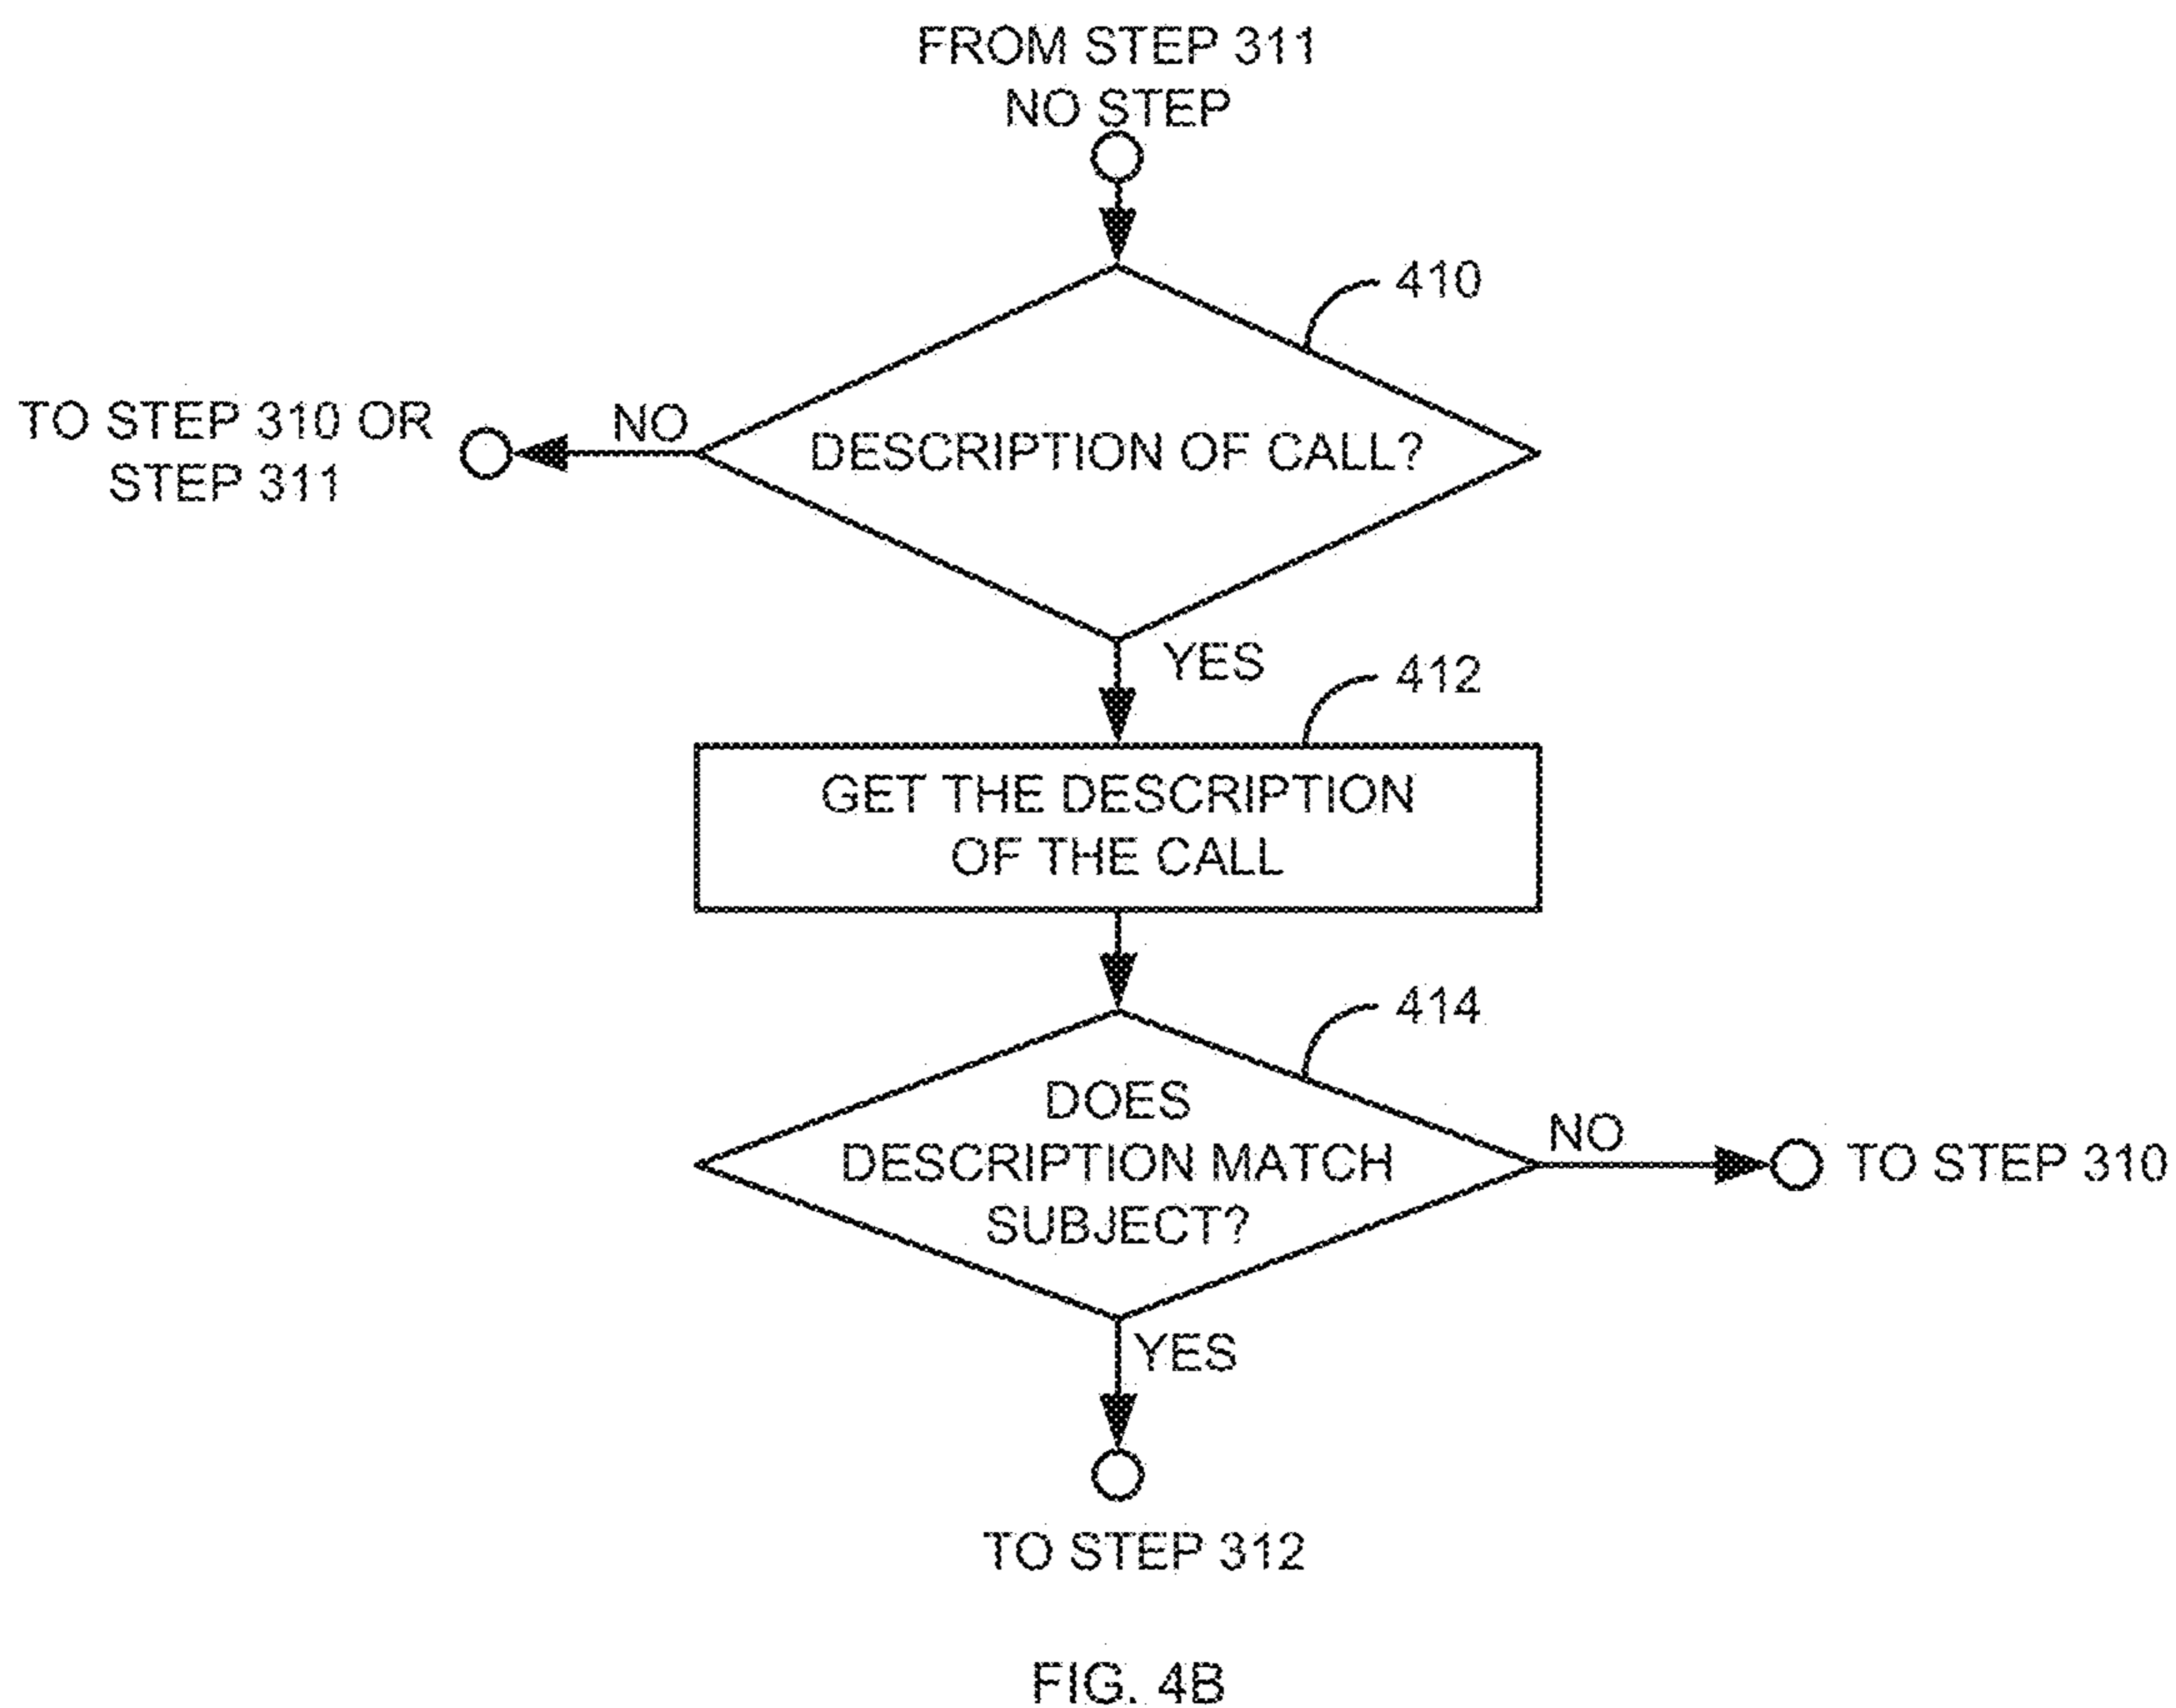 FROM STEP 311
NO STEP
410
TO STEP 310 OR
STEP 311
NO
DESCRIPTION OF CALL?
YES
412
GET THE DESCRIPTION
OF THE CALL
414
DOES
DESCRIPTION MATCH
SUBJECT?
NO
TO STEP 310
YES
TO STEP 312
FIG. 4B